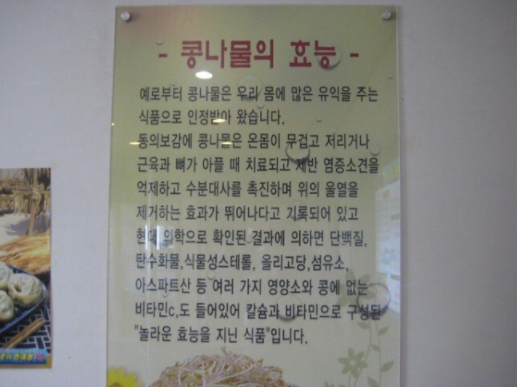 - 콩나물의 효능 -
예로부터 콩나물은 우리 몸에 많은 유익을 주는
식품으로 인정받아 왔습니다.
동의보감에 콩나물은 온몸이 무겁고 저리거나
근육과 뼈가 아플 때 치료되고 제반 염증소견을
억제하고 수분대사를 촉진하며 위의 울열을
제거하는 효과가 뛰어나다고 기록되어 있고
현대 의학으로 확인된 결과에 의하면 단백질,
탄수화물,식물성스테롤, 올리고당,섬유소,
아스파트산 등 여러 가지 영양소와 콩에 없는
비타민c,도 들어있어 칼슘과 비타민으로 구성된
"놀라운 효능을 지닌 식품"입니다.